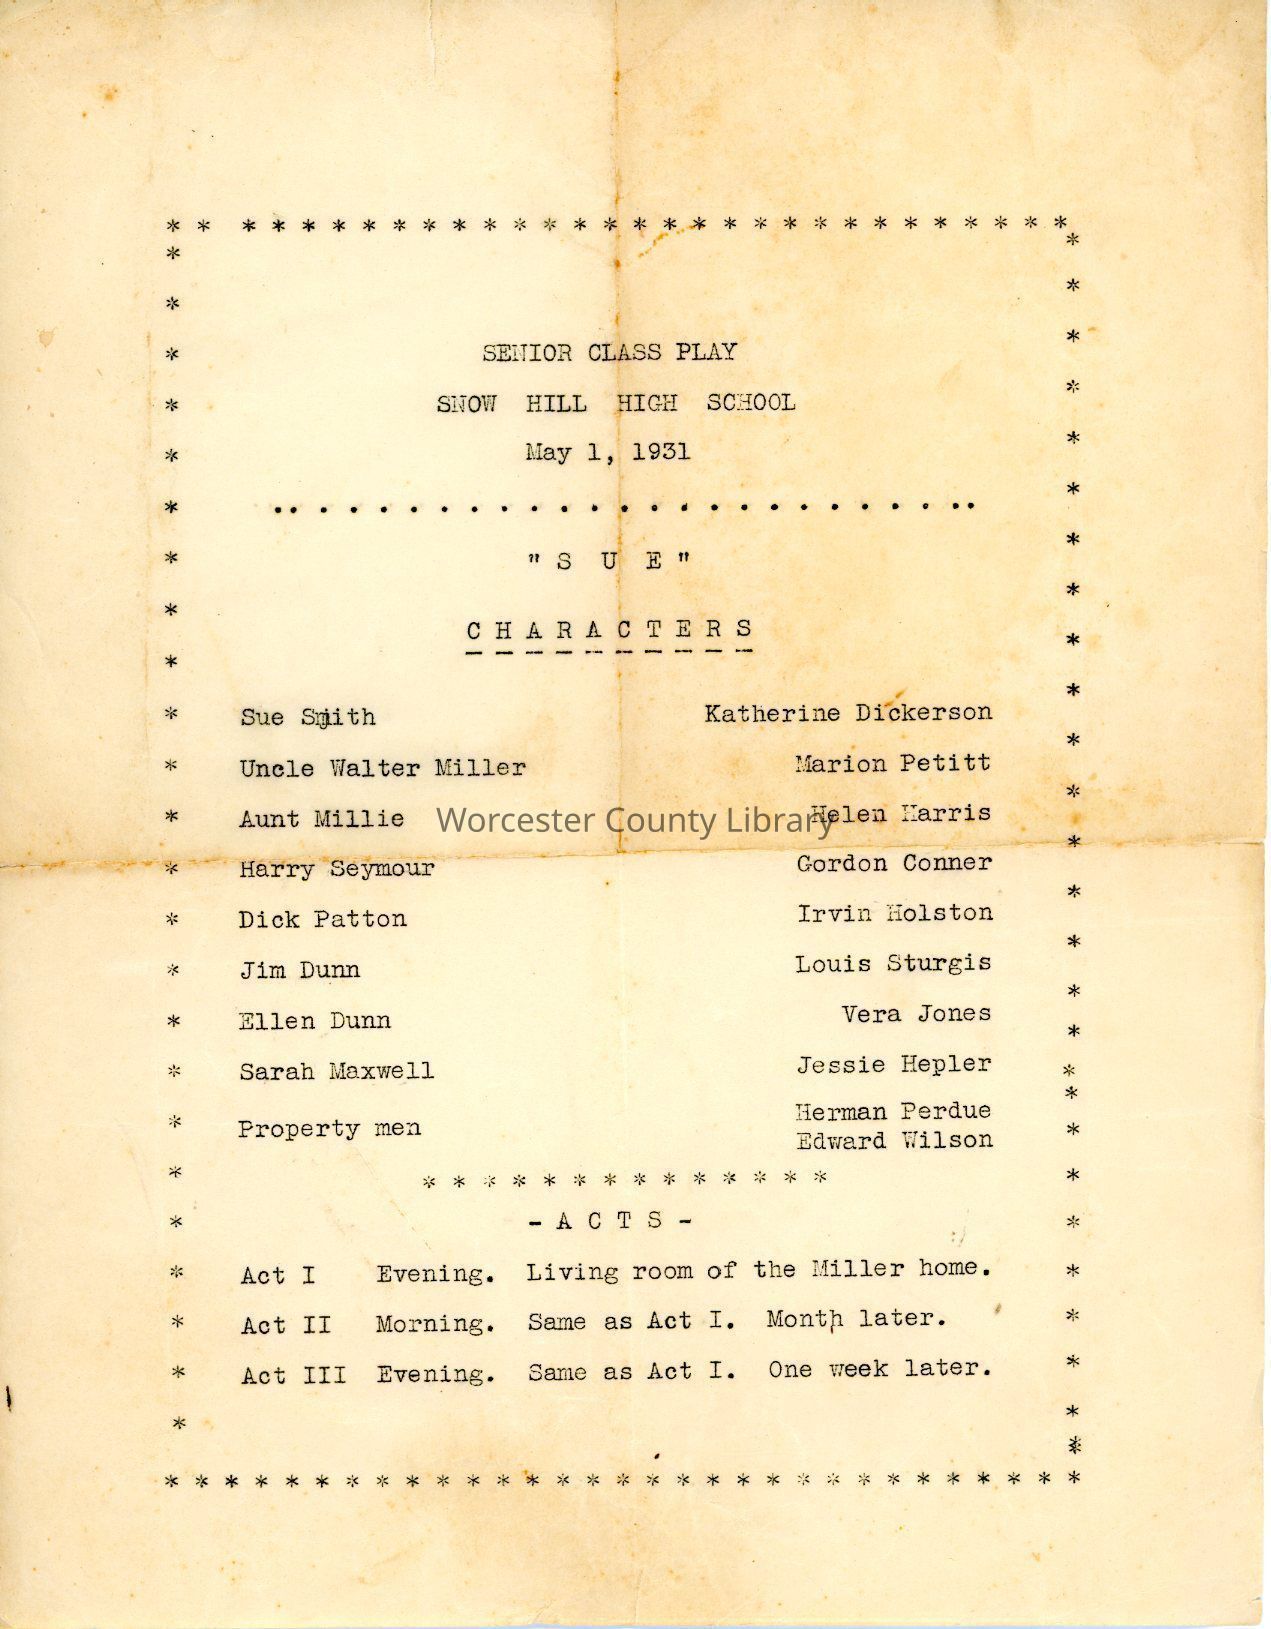 * * * * * * * * * * * * * * * * * * * * * * * * * * * * * *
SENIOR CLASS PLAY
SNOW HILL HIGH SCHOOL
May 1, 1931
. . . . . . . . . . . . . . . . . . . . . . . . . .
" S U E "
C H A R A C T E R S
Sue Smith Katherine Dickerson
Uncle Walter Miller Marion Petitt
Aunt Millie Helen Harris
Worcester County Library
Harry Seymour Gordon Conner
Dick Patton Irvin Holston
Jim Dunn Louis Sturgis
Ellen Dunn Vera Jones
Sarah Maxwell Jessie Hepler
Property men Herman Perdue
Edward Wilson
* * * * * * * * * * * * * *
- A C T S -
Act I Evening. Living room of the Miller home.
Act II Morning. Same as Act I. Month later.
Act III Evening. Same as Act I. One week later.
* * * * * * * * * * * * * * * * * * * * * * * * * * * * * * *